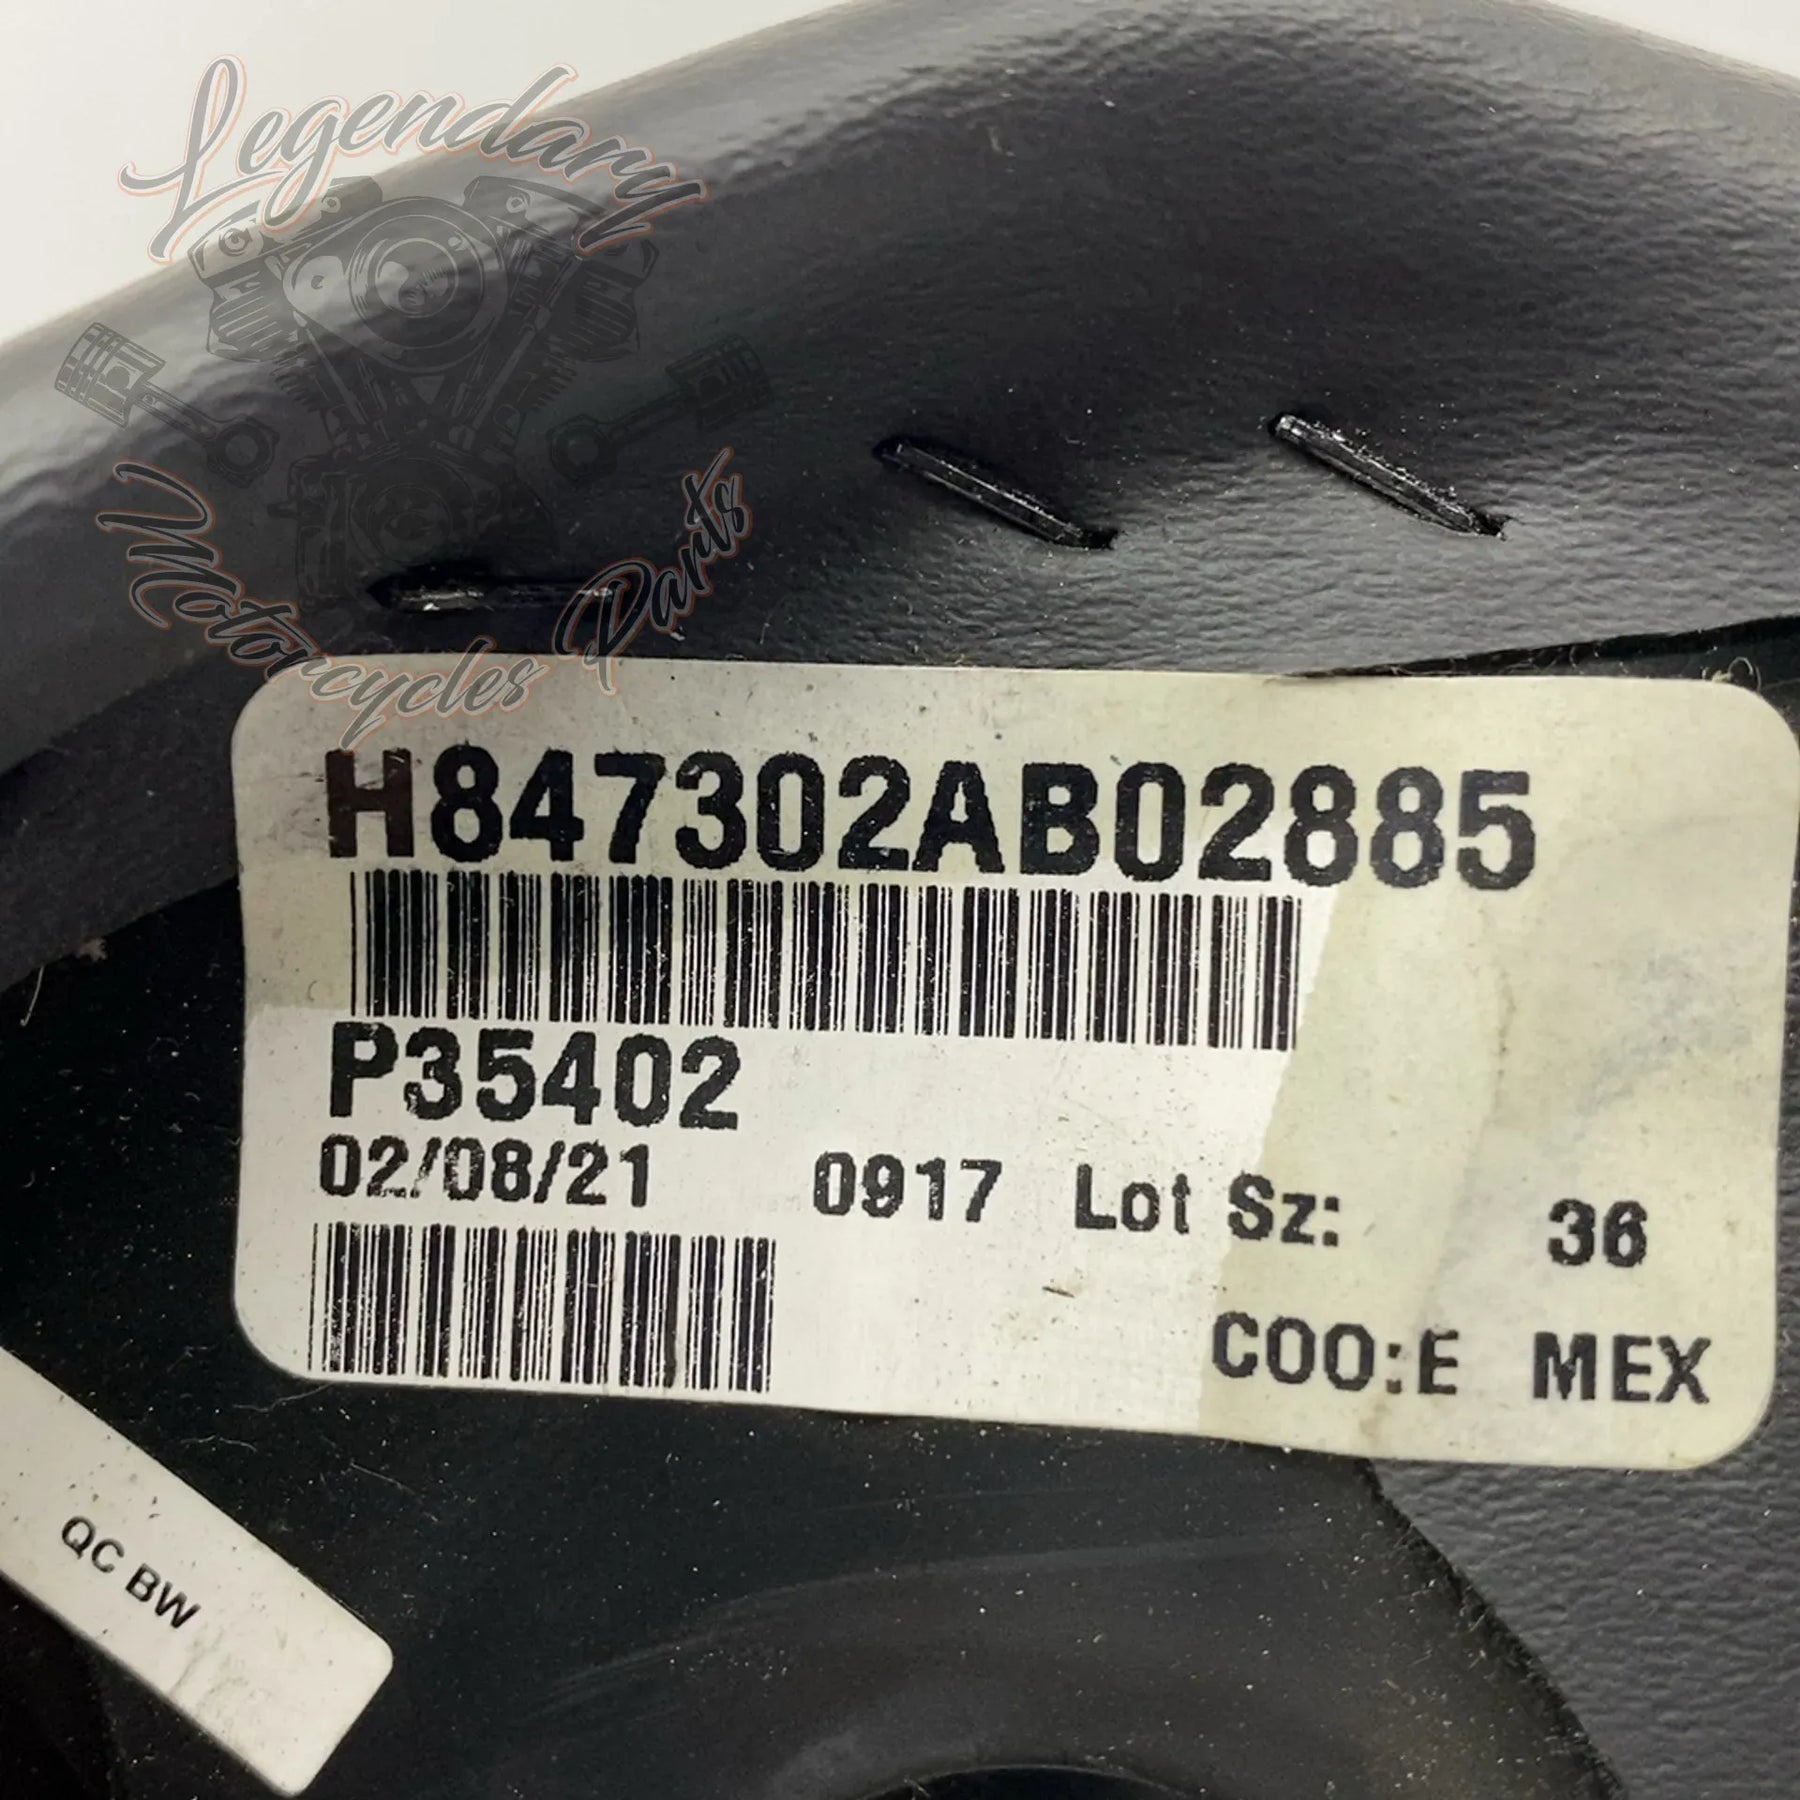 Legendary
Motorcycles Parts
H847302AB02885
P35402
02/08/21 0917 Lot Sz: 36
COO:E MEX
QC BW